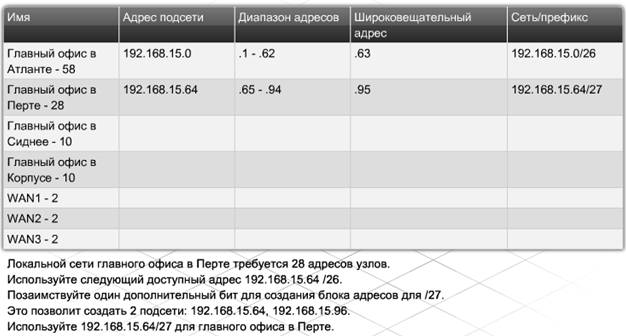 Имя Адрес подсети Диапазон адресов Широковещательный адрес Сеть/префикс
Главный офис в Атланте - 58 192.168.15.0 .1 - .62 .63 192.168.15.0/26
Главный офис в Перте - 28 192.168.15.64 .65 - .94 .95 192.168.15.64/27
Главный офис в Сиднее - 10
Главный офис в Корпусе - 10
WAN1 - 2
WAN2 - 2
WAN3 - 2
Локальной сети главного офиса в Перте требуется 28 адресов узлов.
Используйте следующий доступный адрес 192.168.15.64 /26.
Позаимствуйте один дополнительный бит для создания блока адресов для /27.
Это позволит создать 2 подсети: 192.168.15.64, 192.168.15.96.
Используйте 192.168.15.64/27 для главного офиса в Перте.